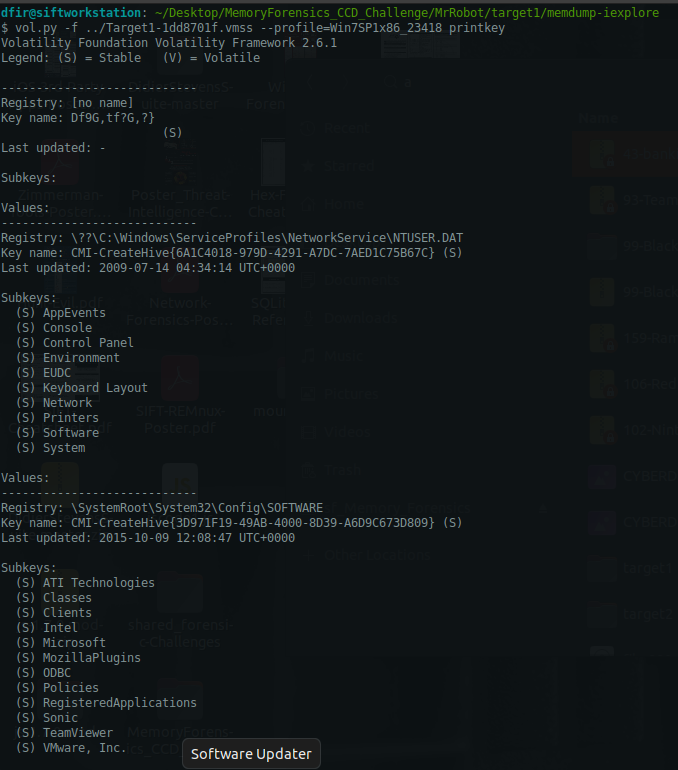 dfir@siftworkstation: ~/Desktop/MemoryForensics_CCD_Challenge/MrRobot/target1/memdump-iexplore
$ vol.py -f ../Target1-1dd8701f.vmss --profile=Win7SP1x86_23418 printkey
Volatility Foundation Volatility Framework 2.6.1
Legend: (S) = Stable   (V) = Volatile

----------------------------
Registry: [no name]
Key name: Df9G,tf?G,?}
                       (S)
Last updated: -

Subkeys:

Values:
----------------------------
Registry: \??\C:\Windows\ServiceProfiles\NetworkService\NTUSER.DAT
Key name: CMI-CreateHive{6A1C4018-979D-4291-A7DC-7AED1C75B67C} (S)
Last updated: 2009-07-14 04:34:14 UTC+0000

Subkeys:
  (S) AppEvents
  (S) Console
  (S) Control Panel
  (S) Environment
  (S) EUDC
  (S) Keyboard Layout
  (S) Network
  (S) Printers
  (S) Software
  (S) System

Values:
----------------------------
Registry: \SystemRoot\System32\Config\SOFTWARE
Key name: CMI-CreateHive{3D971F19-49AB-4000-8D39-A6D9C673D809} (S)
Last updated: 2015-10-09 12:08:47 UTC+0000

Subkeys:
  (S) ATI Technologies
  (S) Classes
  (S) Clients
  (S) Intel
  (S) Microsoft
  (S) MozillaPlugins
  (S) ODBC
  (S) Policies
  (S) RegisteredApplications
  (S) Sonic
  (S) TeamViewer
  (S) VMware, Inc.
Software Updater